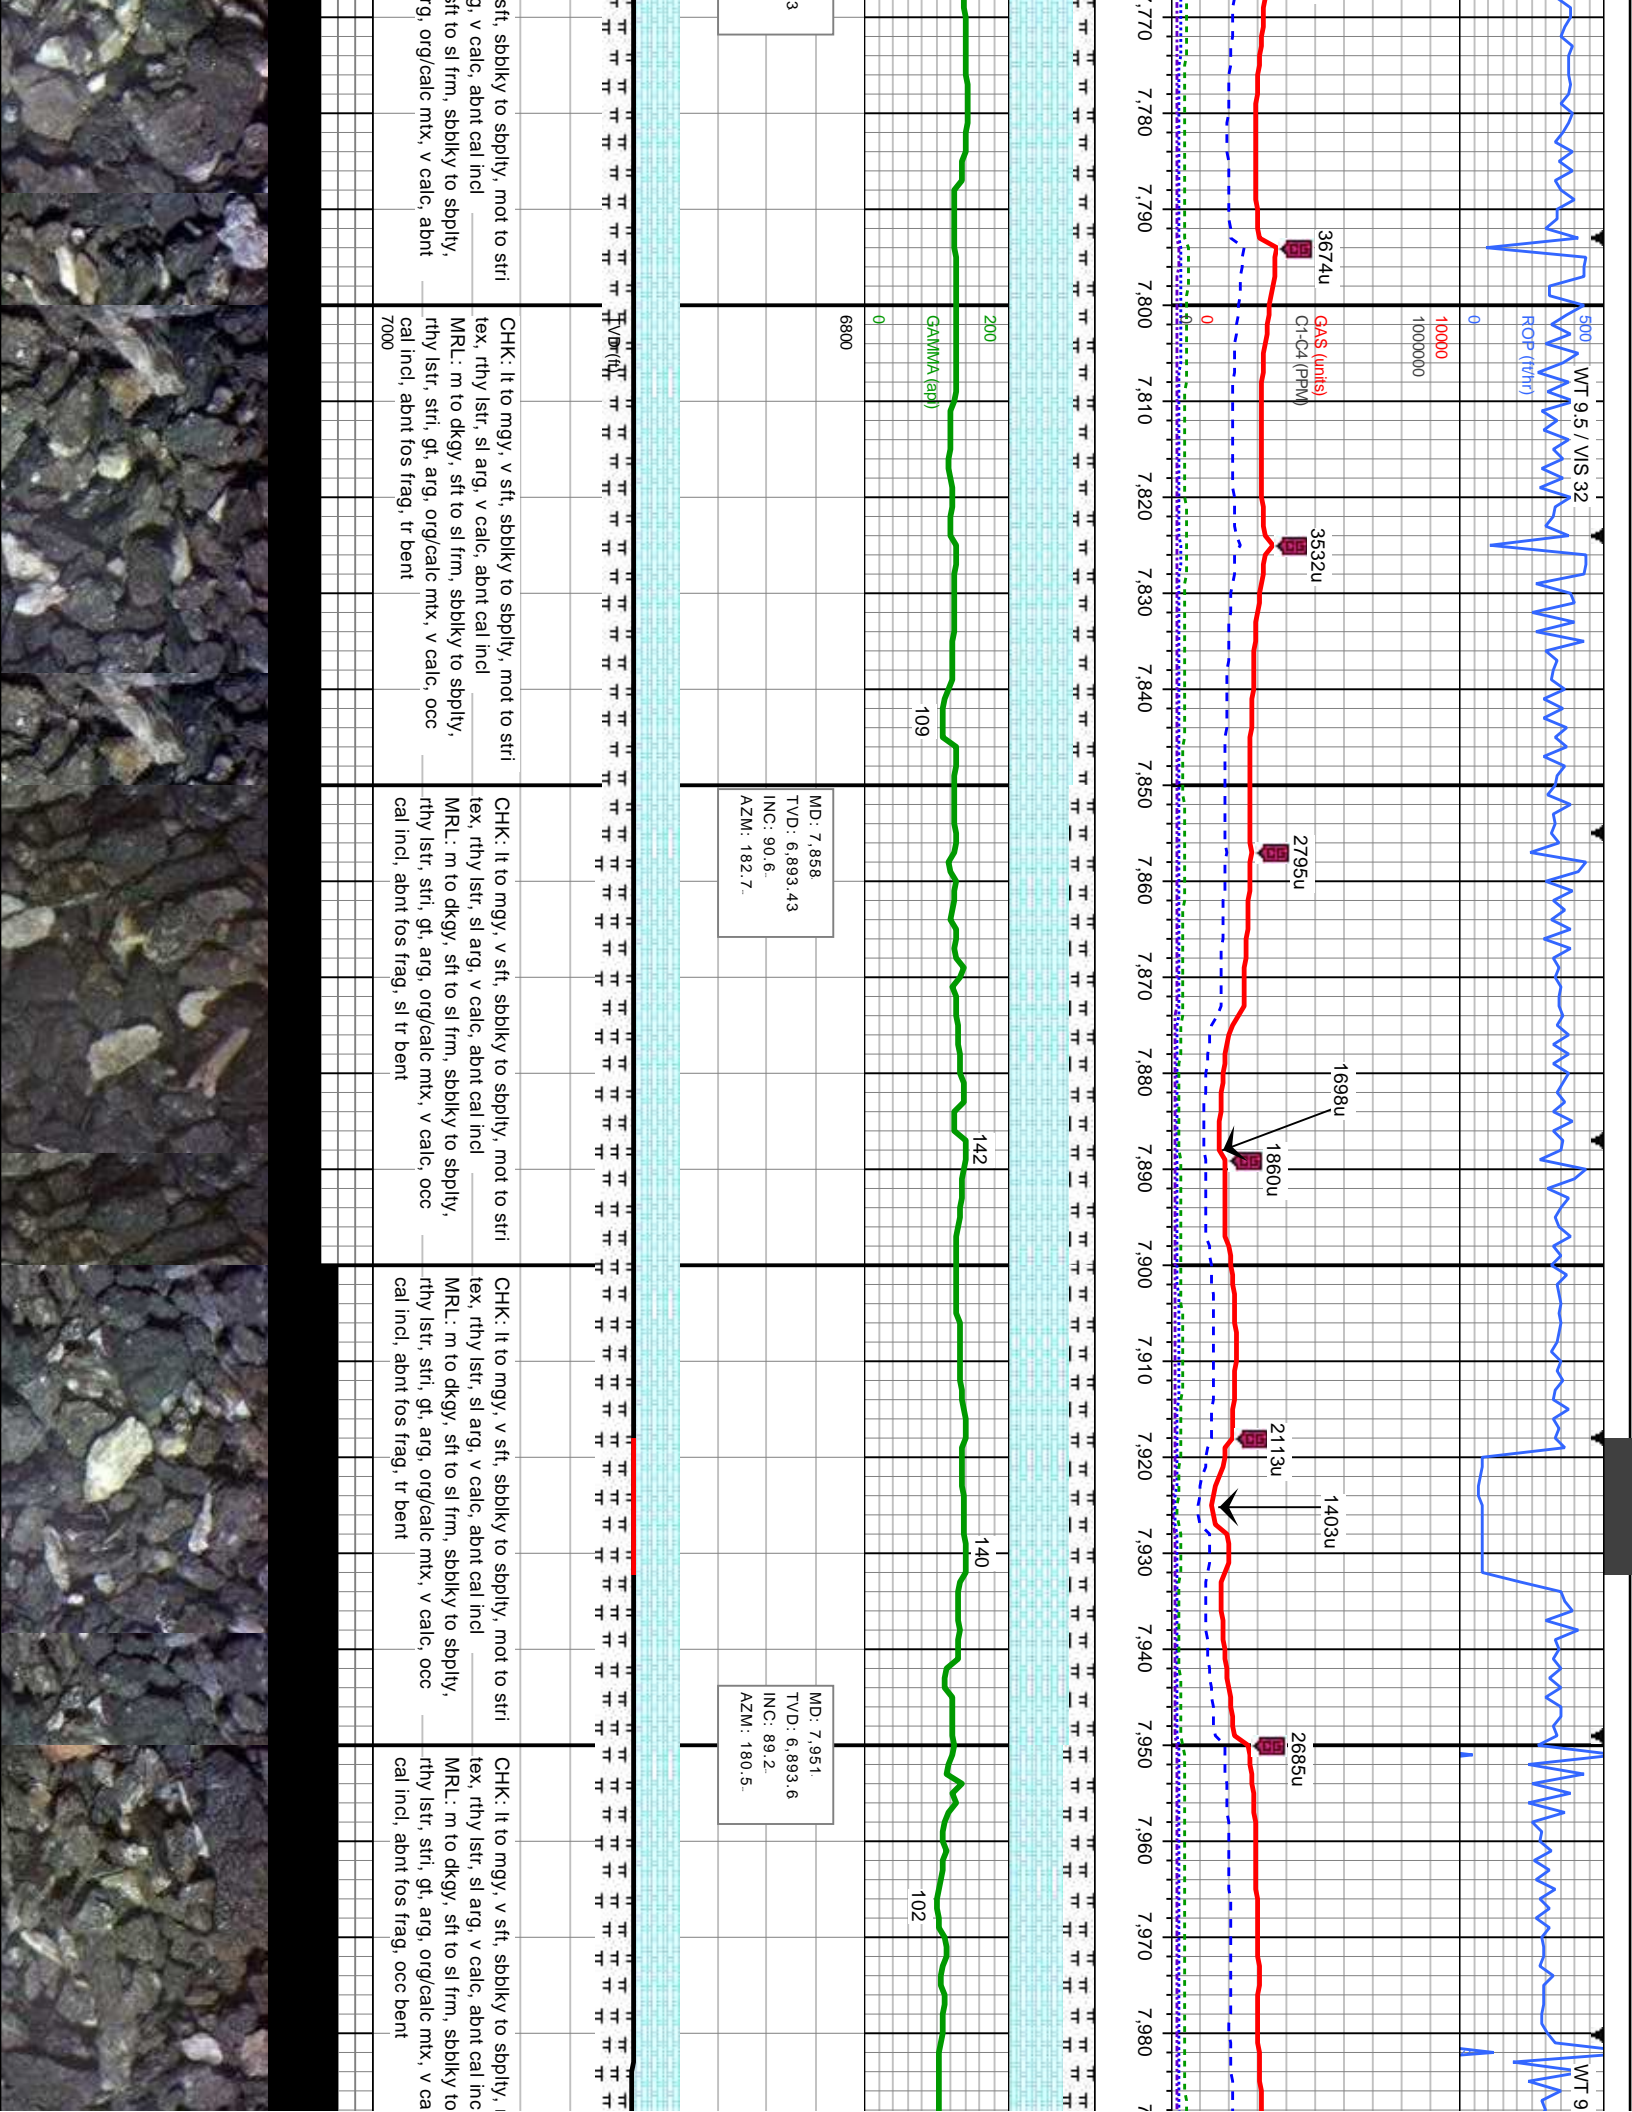 WT 9.5 / VIS 32
WT 9
500
ROP (ft/hr)
0
10000
1000000
GAS (units)
C1-C4 (PPM)
0
3674u
3532u
2795u
1698u
1860u
2113u
1403u
2685u
7,770
7,780
7,790
7,800
7,810
7,820
7,830
7,840
7,850
7,860
7,870
7,880
7,890
7,900
7,910
7,920
7,930
7,940
7,950
7,960
7,970
7,980
200
GAMMA (api)
0
109
142
140
102
6800
7000
3
MD: 7,858
TVD: 6,893.43
INC: 90.6
AZM: 182.7
MD: 7,951
TVD: 6,893.6
INC: 89.2
AZM: 180.5
sft, sbblky to sbplty, mot to stri
g, v calc, abnt cal incl
sft to sl frm, sbblky to sbplty,
rg, org/calc mtx, v calc, abnt
CHK: lt to mgy, v sft, sbblky to sbplty, mot to stri
tex, rthy lstr, sl arg, v calc, abnt cal incl
MRL: m to dkgy, sft to sl frm, sbblky to sbplty,
rthy lstr, stri, gt, arg, org/calc mtx, v calc, occ
cal incl, abnt fos frag, tr bent
CHK: lt to mgy, v sft, sbblky to sbplty, mot to stri
tex, rthy lstr, sl arg, v calc, abnt cal incl
MRL: m to dkgy, sft to sl frm, sbblky to sbplty,
rthy lstr, stri, gt, arg, org/calc mtx, v calc, occ
cal incl, abnt fos frag, sl tr bent
CHK: lt to mgy, v sft, sbblky to sbplty, mot to stri
tex, rthy lstr, sl arg, v calc, abnt cal incl
MRL: m to dkgy, sft to sl frm, sbblky to sbplty,
rthy lstr, stri, gt, arg, org/calc mtx, v calc, occ
cal incl, abnt fos frag, tr bent
CHK: lt to mgy, v sft, sbblky to sbplty,
tex, rthy lstr, sl arg, v calc, abnt cal inc
MRL: m to dkgy, sft to sl frm, sbblky to
rthy lstr, stri, gt, arg, org/calc mtx, v ca
cal incl, abnt fos frag, occ bent